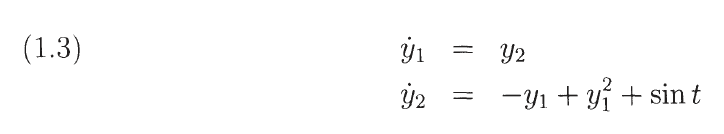 (1.3) ẏ₁ = y₂
ẏ₂ = −y₁ + y₁² + sin t